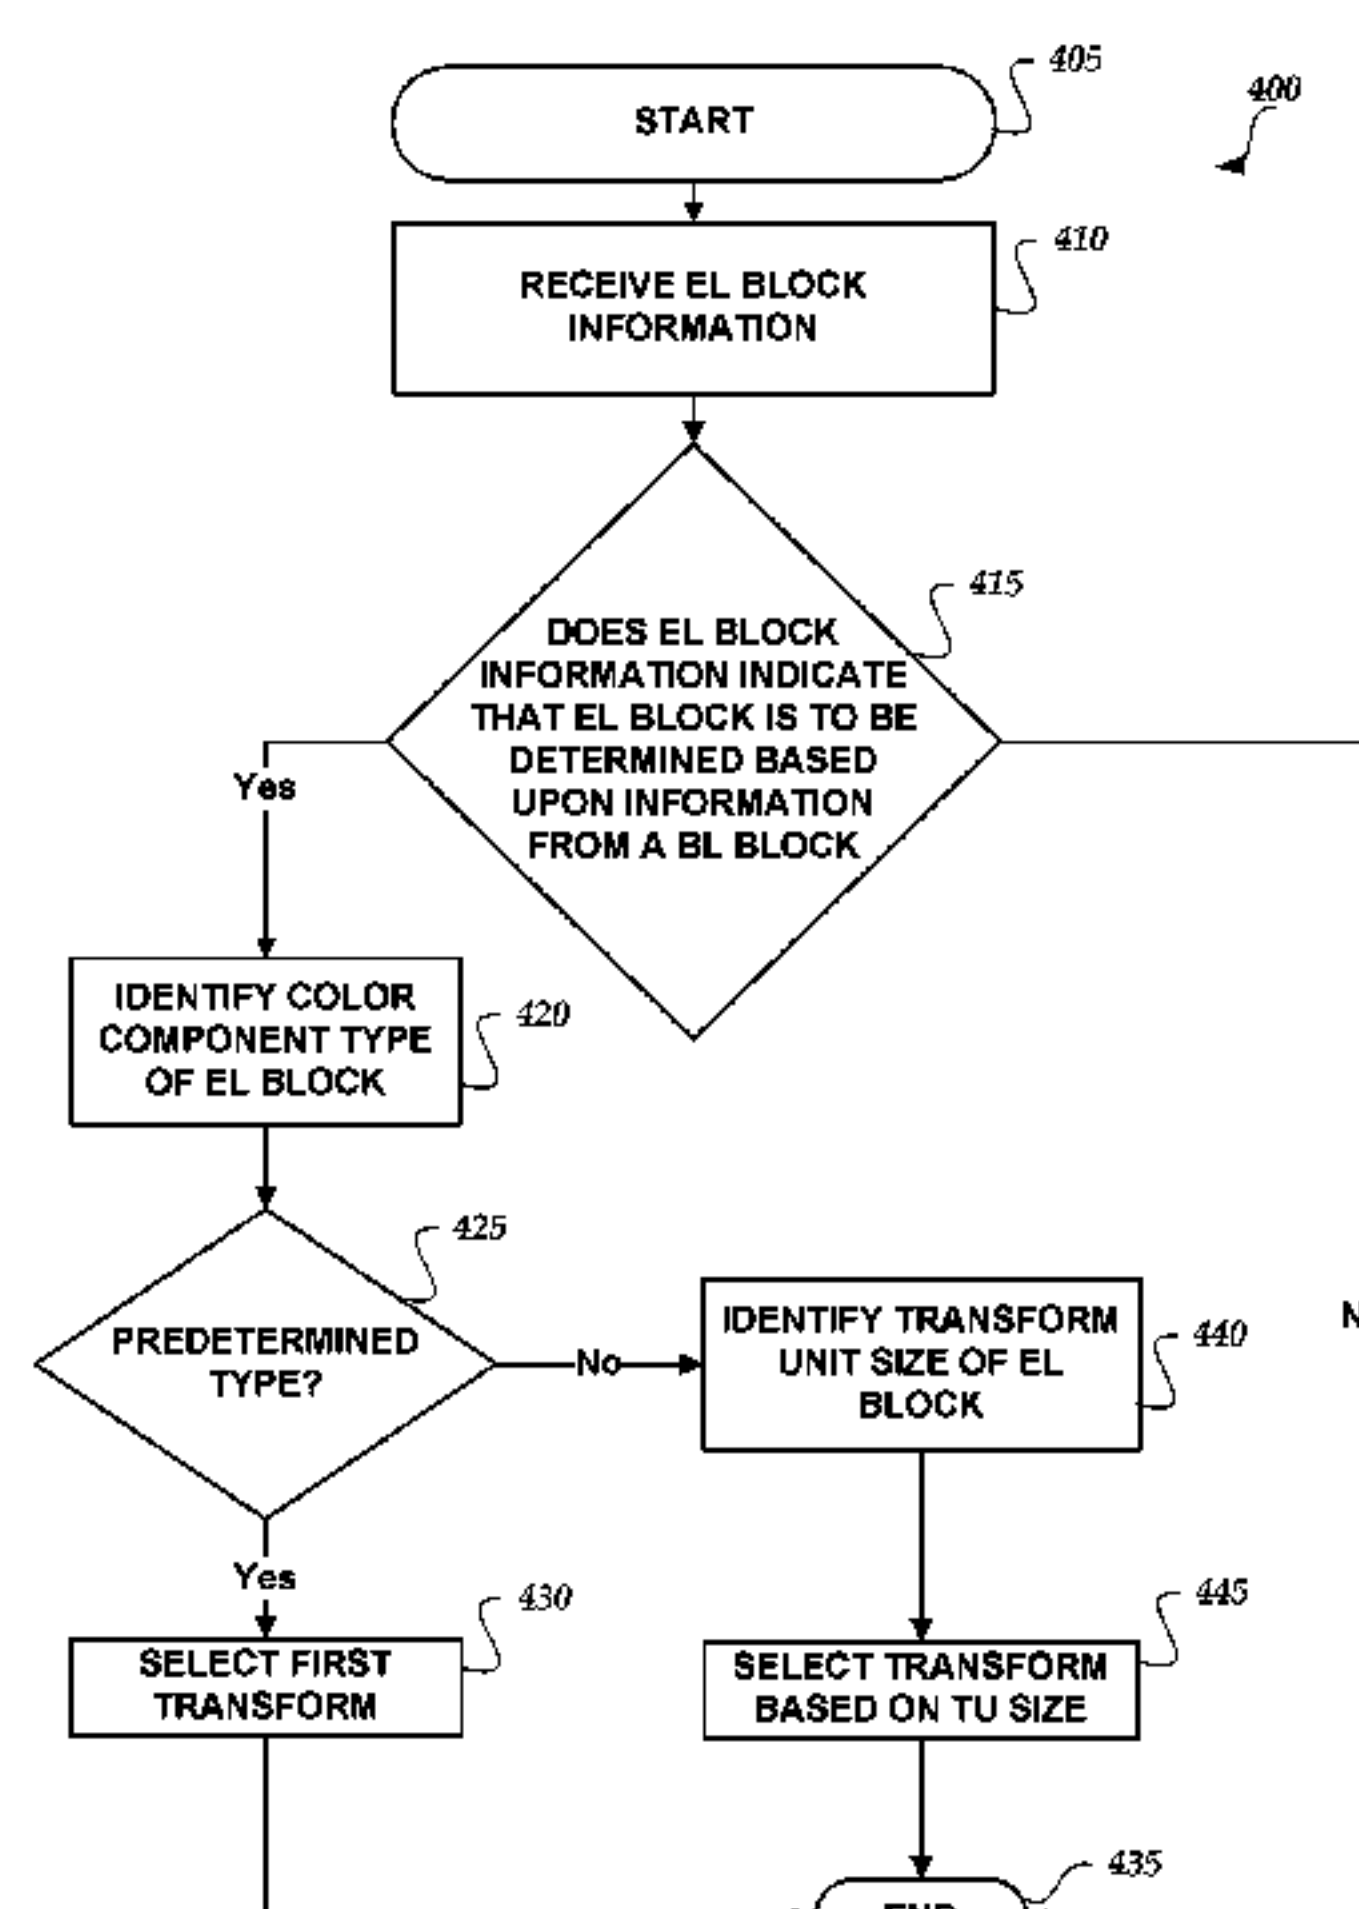 405
START
400
410
RECEIVE EL BLOCK
INFORMATION
415
DOES EL BLOCK
INFORMATION INDICATE
THAT EL BLOCK IS TO BE
DETERMINED BASED
UPON INFORMATION
FROM A BL BLOCK
Yes
IDENTIFY COLOR
COMPONENT TYPE
OF EL BLOCK
420
425
PREDETERMINED
TYPE?
No
IDENTIFY TRANSFORM
UNIT SIZE OF EL
BLOCK
440
Yes
430
SELECT FIRST
TRANSFORM
445
SELECT TRANSFORM
BASED ON TU SIZE
435